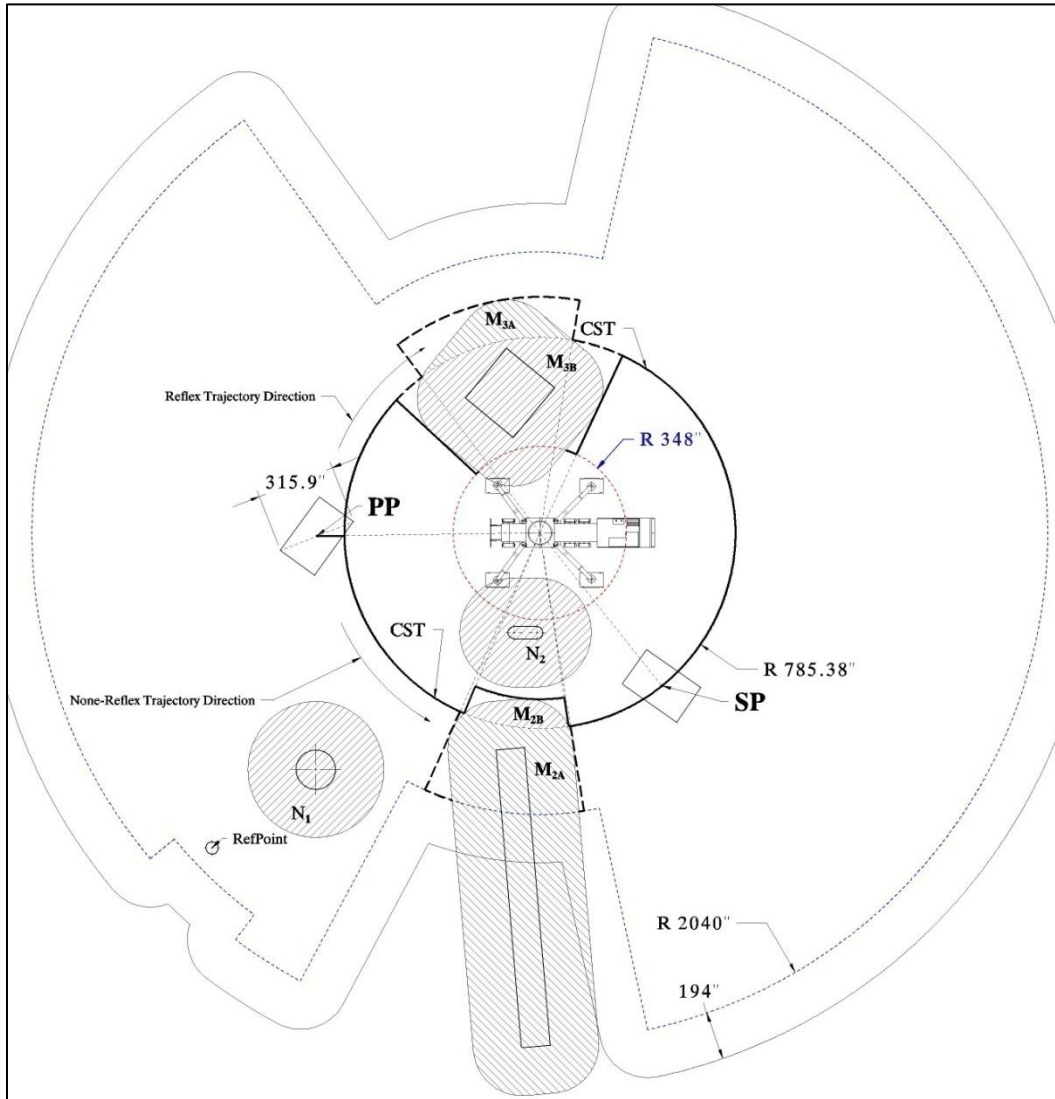 M3A
CST
M3B
Reflex Trajectory Direction
R 348"
315.9"
PP
CST
N2
R 785.38"
None-Reflex Trajectory Direction
SP
M2B
M2A
N1
RefPoint
R 2040"
194"